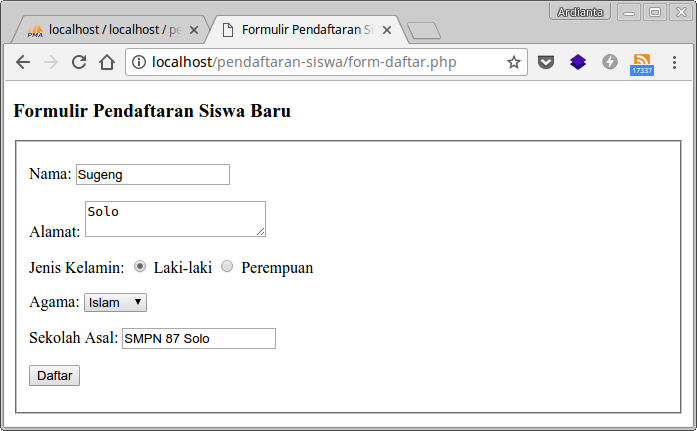 Ardianta
localhost / localhost / pe
Formulir Pendaftaran Si
localhost/pendaftaran-siswa/form-daftar.php
17337
Formulir Pendaftaran Siswa Baru
Nama: Sugeng
Alamat: Solo
Jenis Kelamin: Laki-laki Perempuan
Agama: Islam
Sekolah Asal: SMPN 87 Solo
Daftar